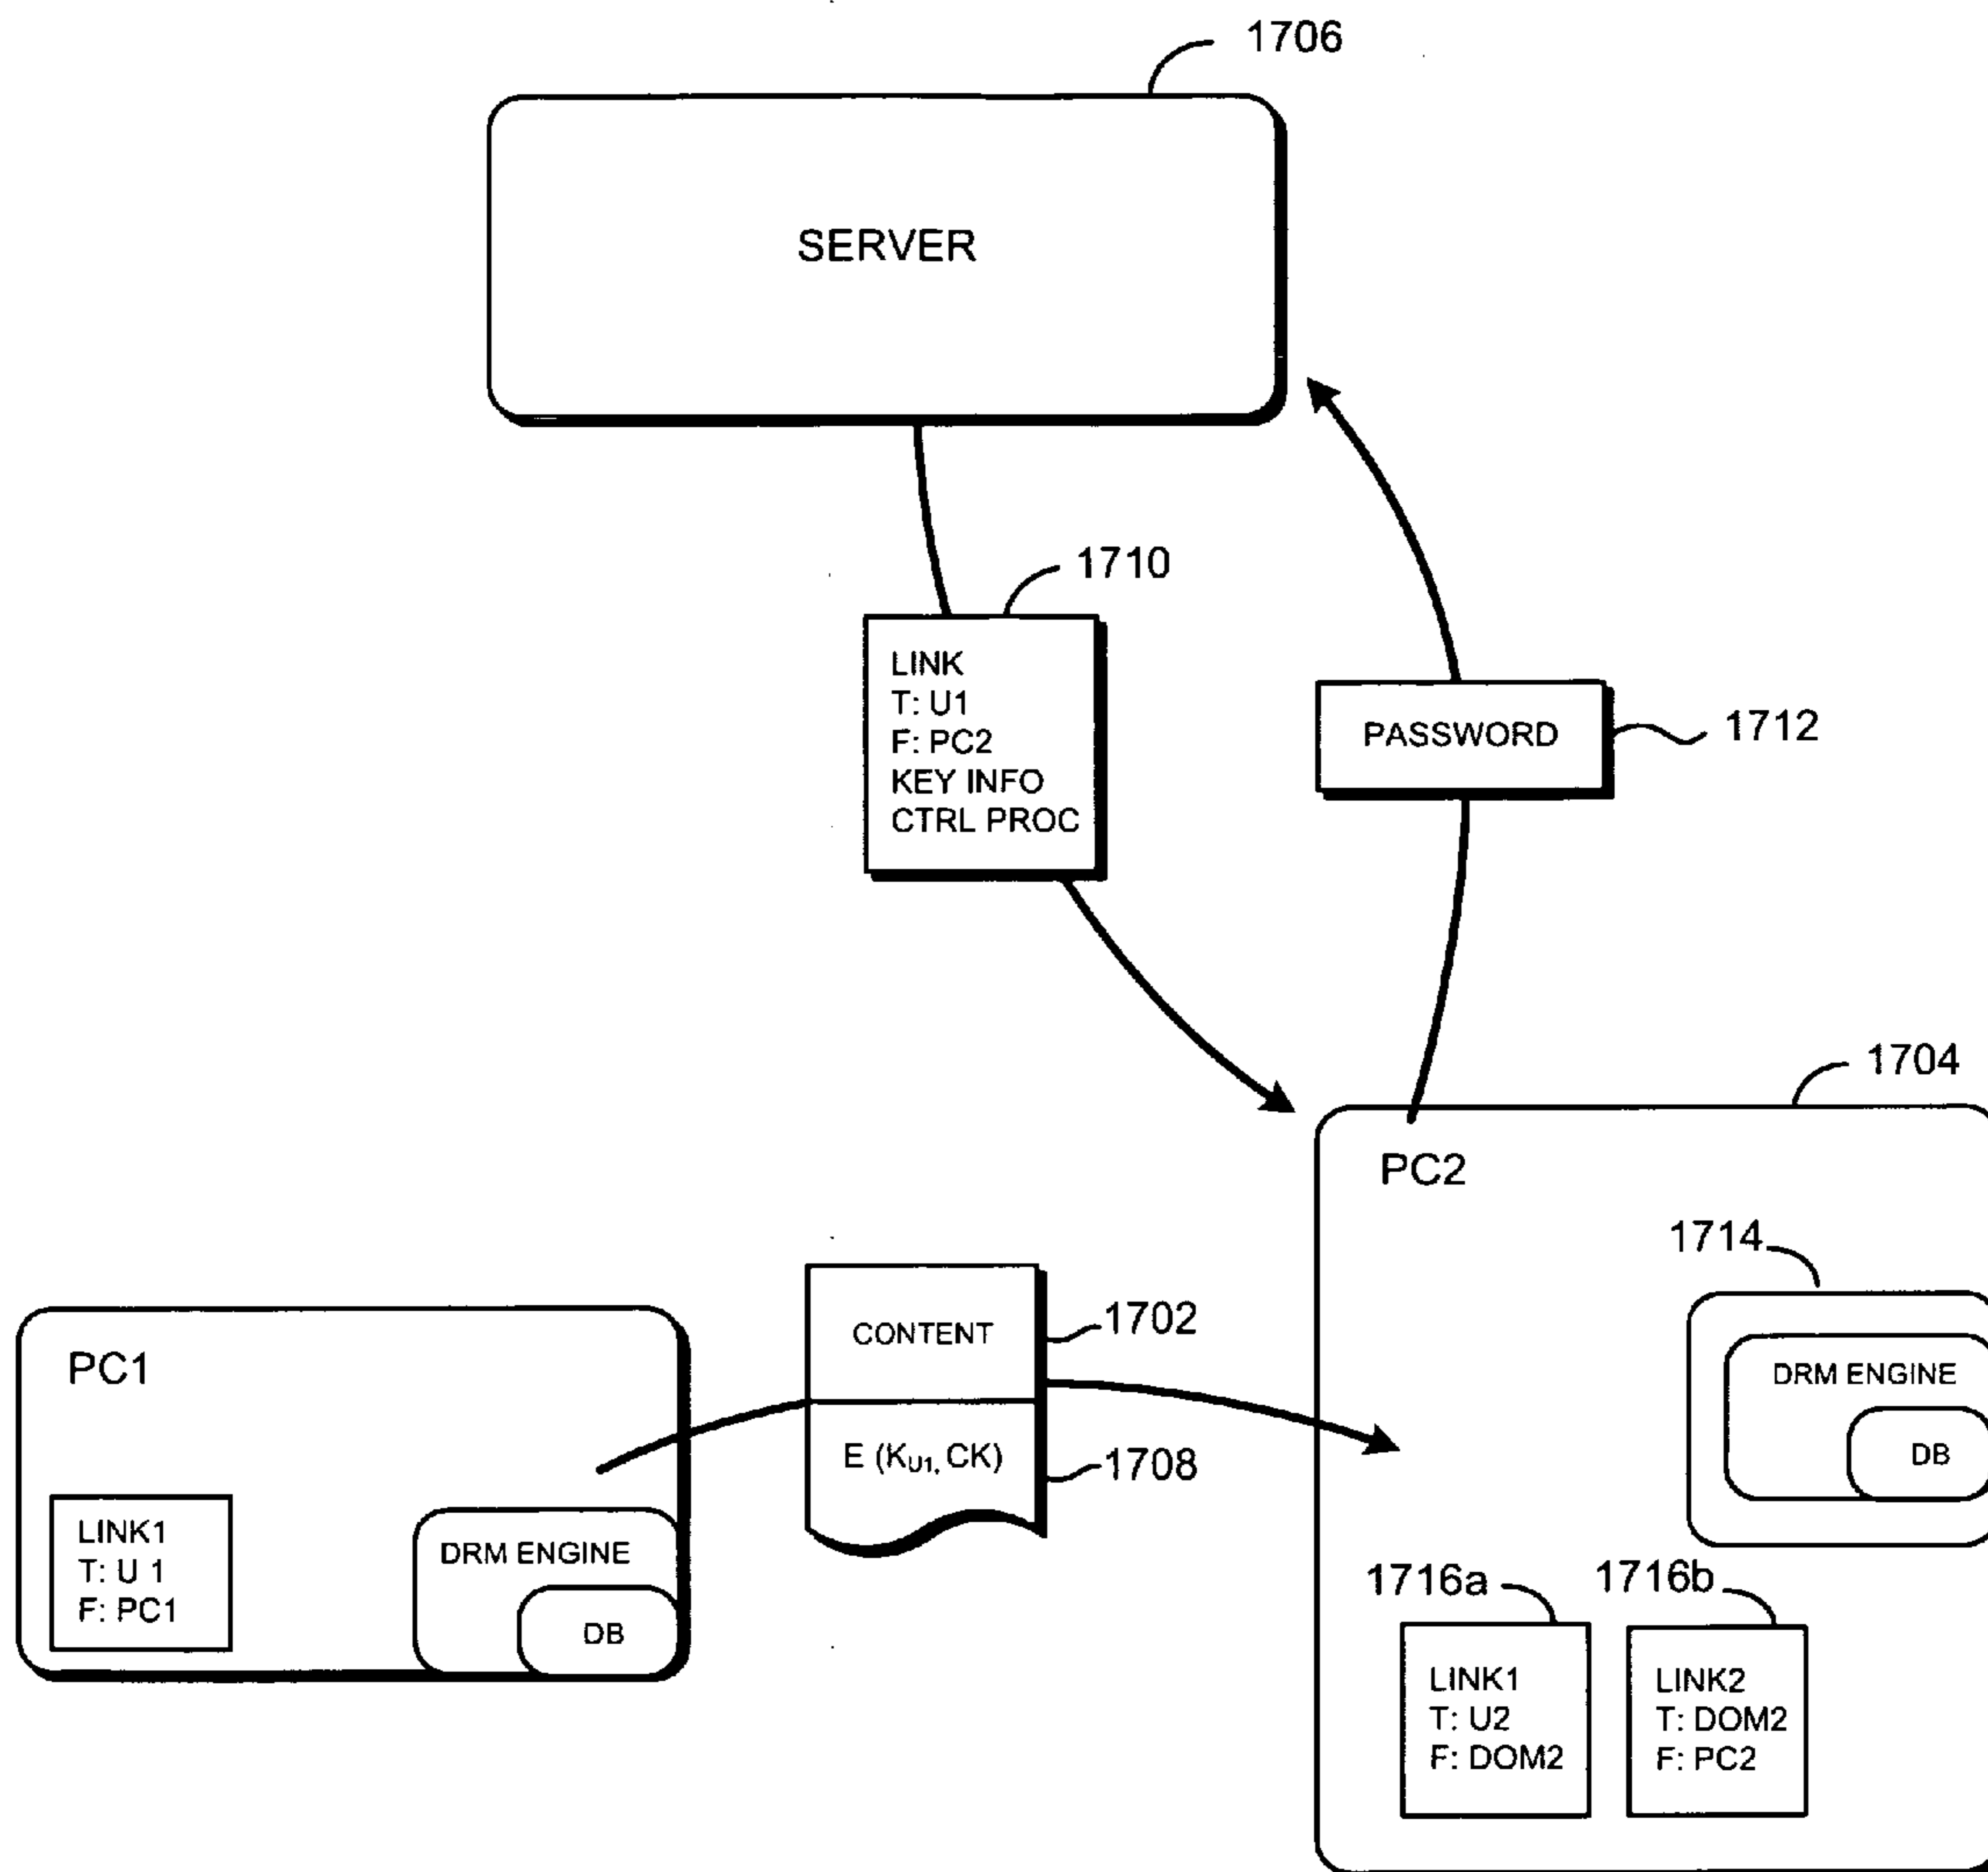 1706
SERVER
1710
LINK
T: U1
F: PC2
KEY INFO
CTRL PROC
PASSWORD
1712
1704
PC2
1714
DRM ENGINE
DB
1702
CONTENT
E (KU1, CK)
1708
PC1
LINK1
T: U 1
F: PC1
DRM ENGINE
DB
1716a
1716b
LINK1
T: U2
F: DOM2
LINK2
T: DOM2
F: PC2